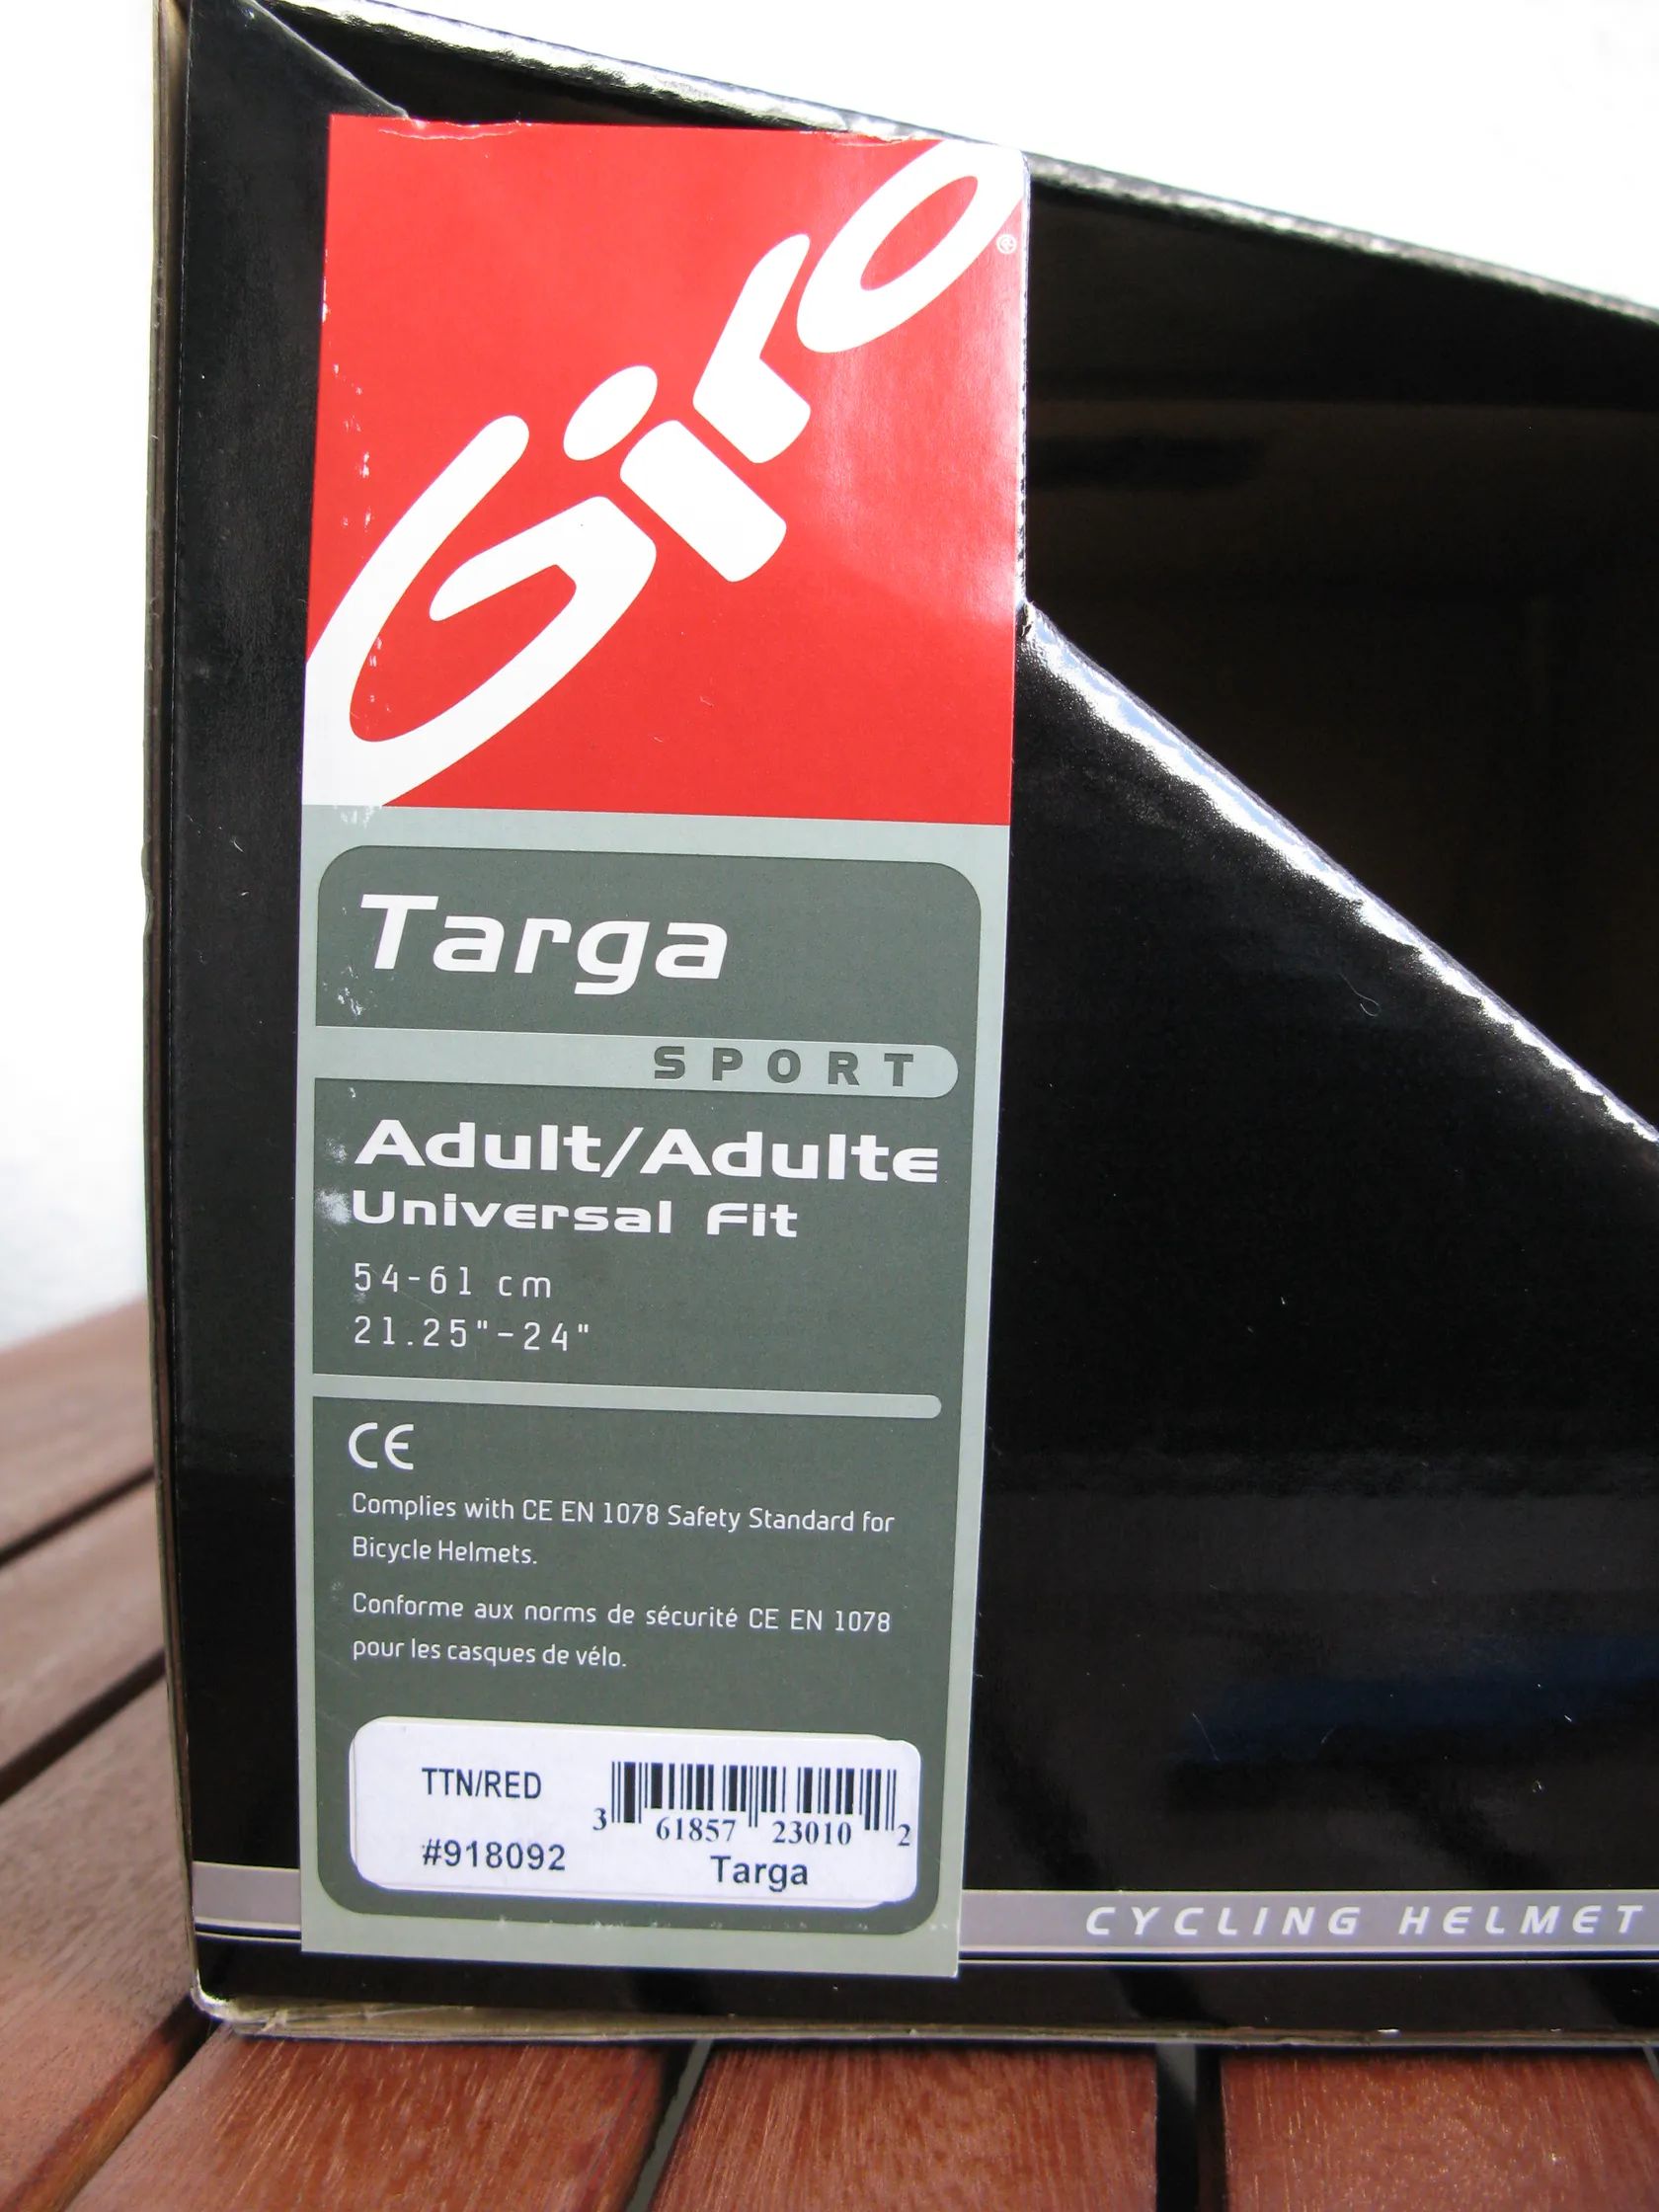 Giro®
Targa
SPORT
Adult/Adulte
Universal Fit
54-61 cm
21.25"-24"
CE
Complies with CE EN 1078 Safety Standard for
Bicycle Helmets.
Conforme aux norms de sécurité CE EN 1078
pour les casques de vélo.
TTN/RED
#918092
3 61857 23010 2
Targa
CYCLING HELMET